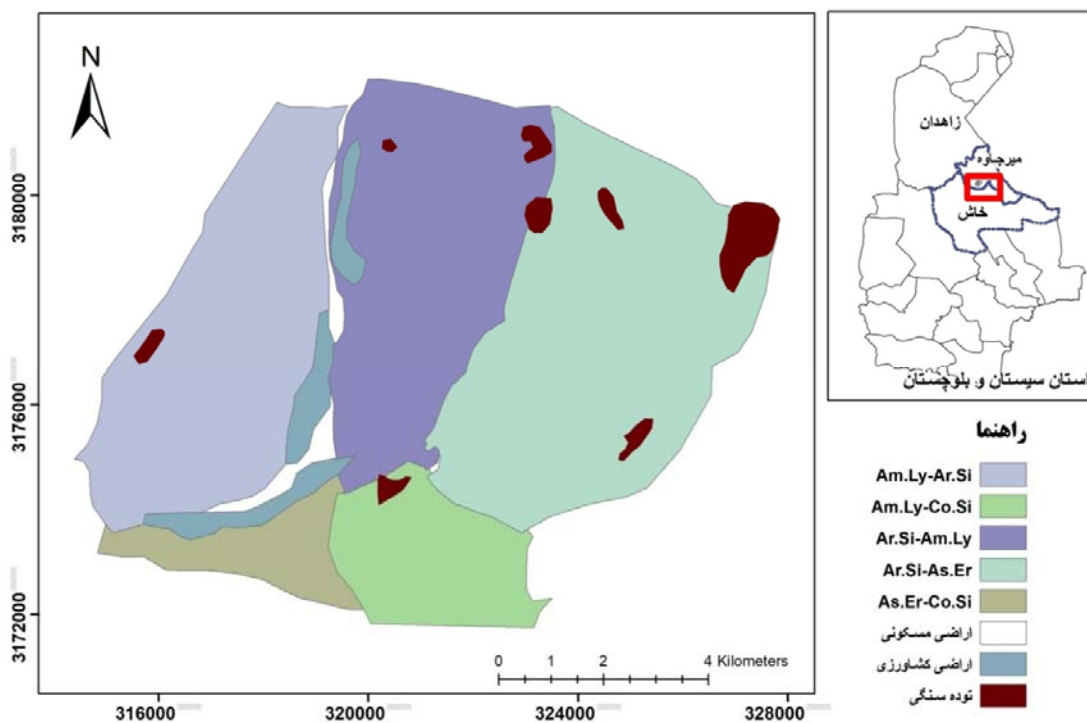 N
3180000
3176000
3172000
316000
320000
324000
328000
0 1 2 4 Kilometers
زاهدان
میرجاوه
خاش
استان سیستان و بلوچستان
راهنما
Am.Ly-Ar.Si
Am.Ly-Co.Si
Ar.Si-Am.Ly
Ar.Si-As.Er
As.Er-Co.Si
اراضی مسکونی
اراضی کشاورزی
توده سنگی